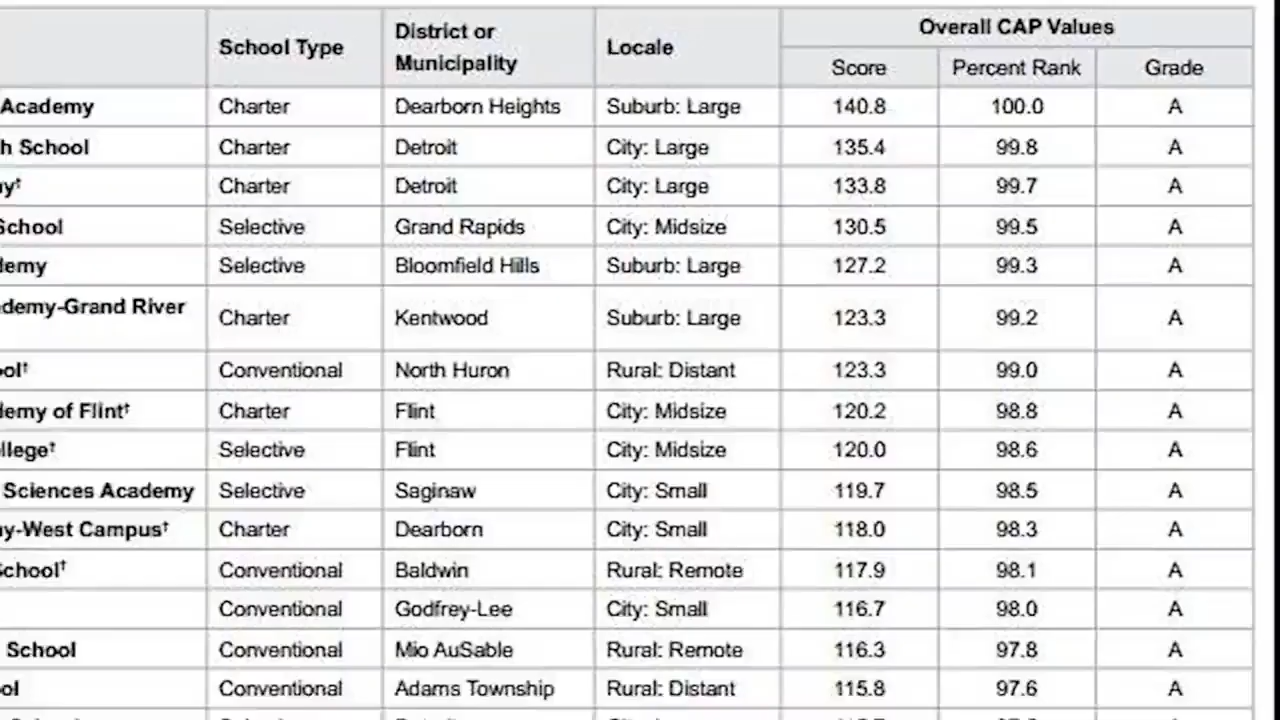 School Type District or Municipality Locale Overall CAP Values
Score Percent Rank Grade
Academy Charter Dearborn Heights Suburb: Large 140.8 100.0 A
h School Charter Detroit City: Large 135.4 99.8 A
y† Charter Detroit City: Large 133.8 99.7 A
School Selective Grand Rapids City: Midsize 130.5 99.5 A
demy Selective Bloomfield Hills Suburb: Large 127.2 99.3 A
ademy-Grand River Charter Kentwood Suburb: Large 123.3 99.2 A
ool† Conventional North Huron Rural: Distant 123.3 99.0 A
demy of Flint† Charter Flint City: Midsize 120.2 98.8 A
llege† Selective Flint City: Midsize 120.0 98.6 A
Sciences Academy Selective Saginaw City: Small 119.7 98.5 A
y-West Campus† Charter Dearborn City: Small 118.0 98.3 A
School† Conventional Baldwin Rural: Remote 117.9 98.1 A
Conventional Godfrey-Lee City: Small 116.7 98.0 A
School Conventional Mio AuSable Rural: Remote 116.3 97.8 A
ool Conventional Adams Township Rural: Distant 115.8 97.6 A